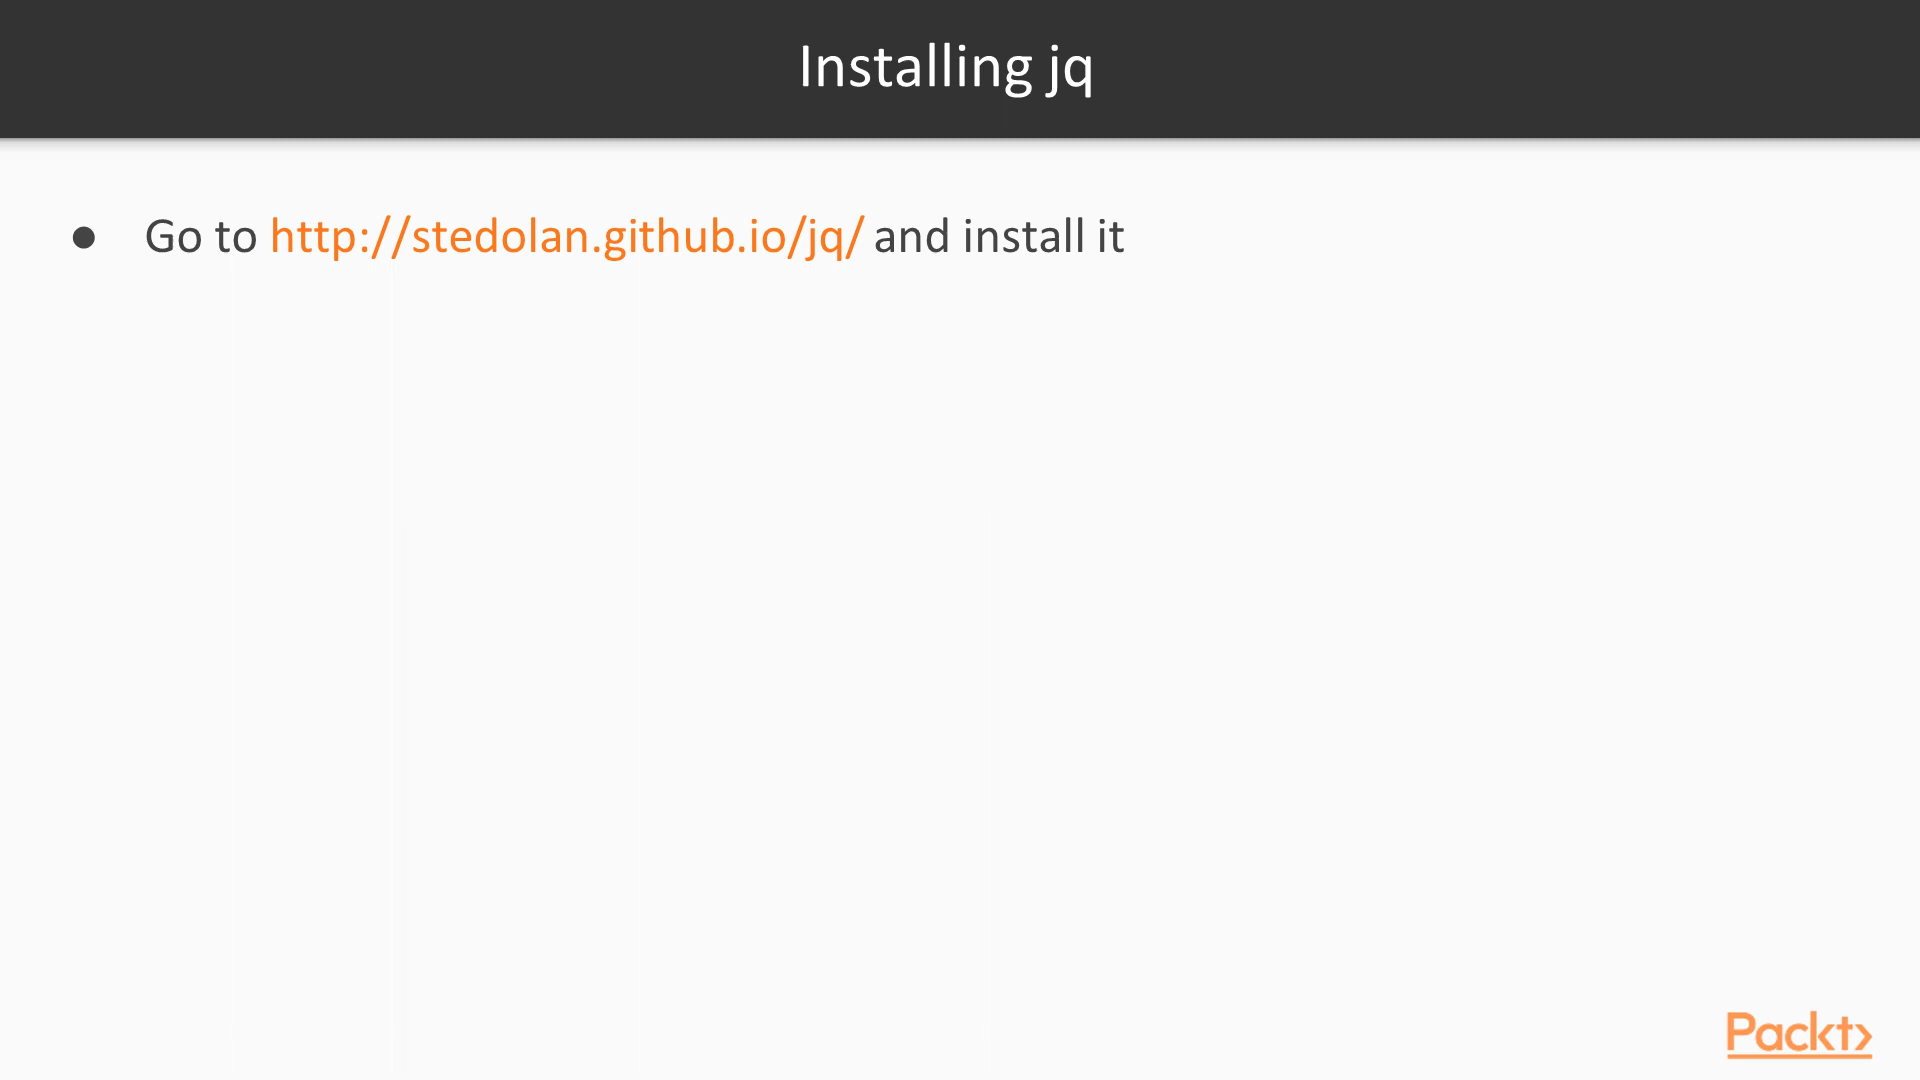 Installing jq
● Go to http://stedolan.github.io/jq/ and install it
Packt